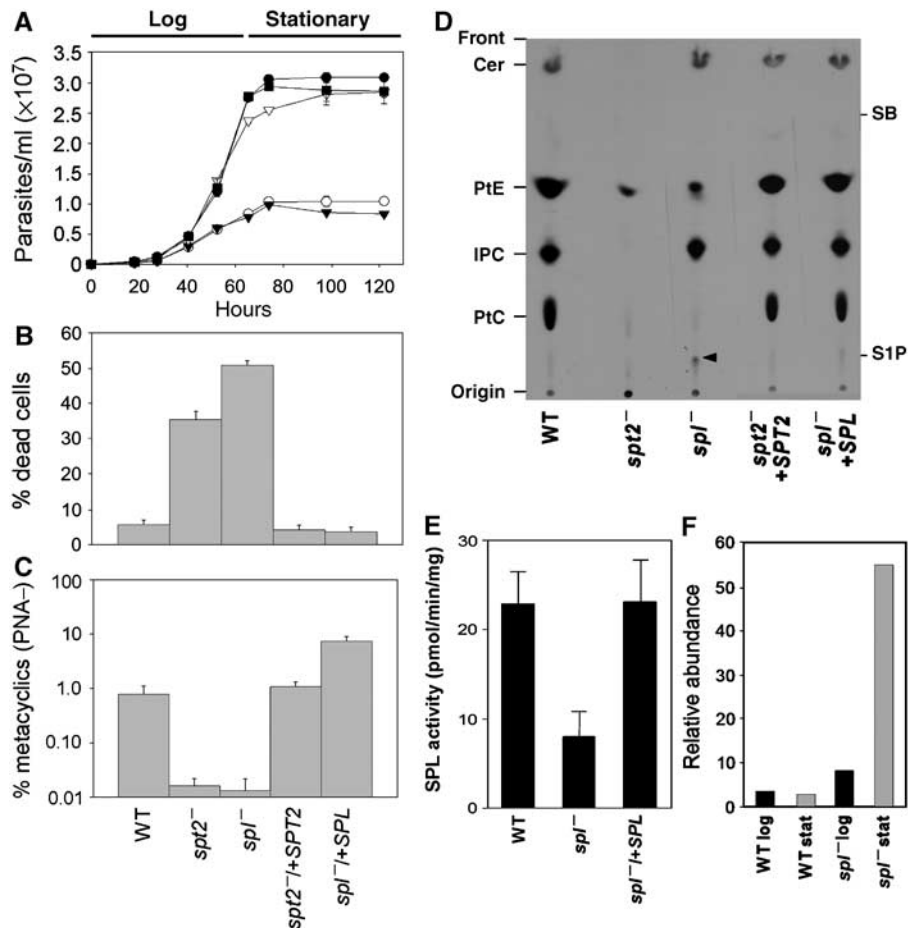 A
Log
Stationary
Parasites/ml (×10⁷)
3.5
3.0
2.5
2.0
1.5
1.0
0.5
0
0 20 40 60 80 100 120
Hours
B
% dead cells
60
50
40
30
20
10
0
C
% metacyclics (PNA–)
100
10
1.0
0.10
0.01
WT
spt2⁻
spl⁻
spt2⁻/+SPT2
spl⁻/+SPL
D
Front
Cer
PtE
IPC
PtC
Origin
SB
S1P
WT
spt2⁻
spl⁻
spt2⁻
+SPT2
spl⁻
+SPL
E
SPL activity (pmol/min/mg)
30
20
10
0
WT
spl⁻
spl⁻/+SPL
F
Relative abundance
60
50
40
30
20
10
0
WT log
WT stat
spl⁻log
spl⁻stat